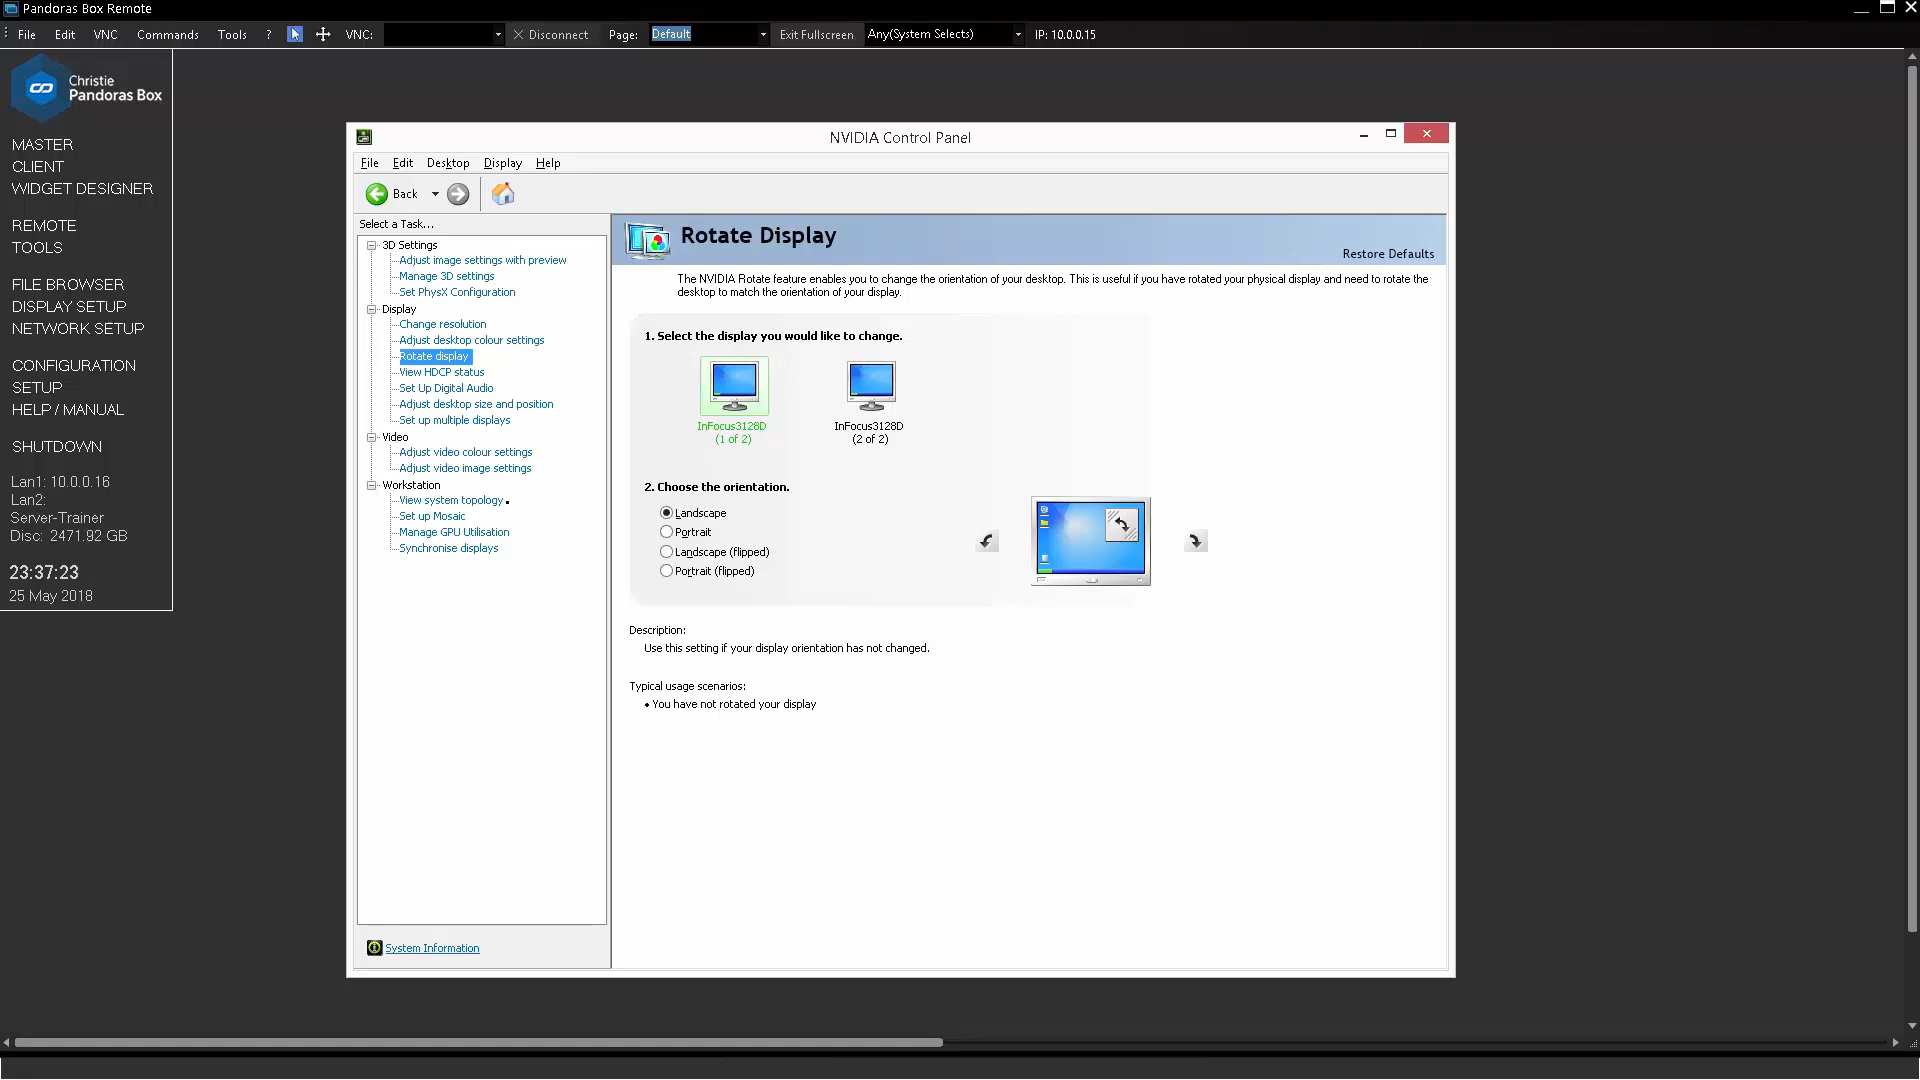 Pandoras Box Remote
File Edit VNC Commands Tools ? VNC: Disconnect Page: Default Exit Fullscreen Any(System Selects) IP: 10.0.0.15
Christie
Pandoras Box
MASTER
CLIENT
WIDGET DESIGNER
REMOTE
TOOLS
FILE BROWSER
DISPLAY SETUP
NETWORK SETUP
CONFIGURATION
SETUP
HELP / MANUAL
SHUTDOWN
Lan1: 10.0.0.16
Lan2:
Server-Trainer
Disc: 2471.92 GB
23:37:23
25 May 2018
NVIDIA Control Panel
File Edit Desktop Display Help
Back
Select a Task...
3D Settings
Adjust image settings with preview
Manage 3D settings
Set PhysX Configuration
Display
Change resolution
Adjust desktop colour settings
Rotate display
View HDCP status
Set Up Digital Audio
Adjust desktop size and position
Set up multiple displays
Video
Adjust video colour settings
Adjust video image settings
Workstation
View system topology
Set up Mosaic
Manage GPU Utilisation
Synchronise displays
System Information
Rotate Display
Restore Defaults
The NVIDIA Rotate feature enables you to change the orientation of your desktop. This is useful if you have rotated your physical display and need to rotate the
desktop to match the orientation of your display.
1. Select the display you would like to change.
InFocus3128D
(1 of 2)
InFocus3128D
(2 of 2)
2. Choose the orientation.
Landscape
Portrait
Landscape (flipped)
Portrait (flipped)
Description:
Use this setting if your display orientation has not changed.
Typical usage scenarios:
• You have not rotated your display